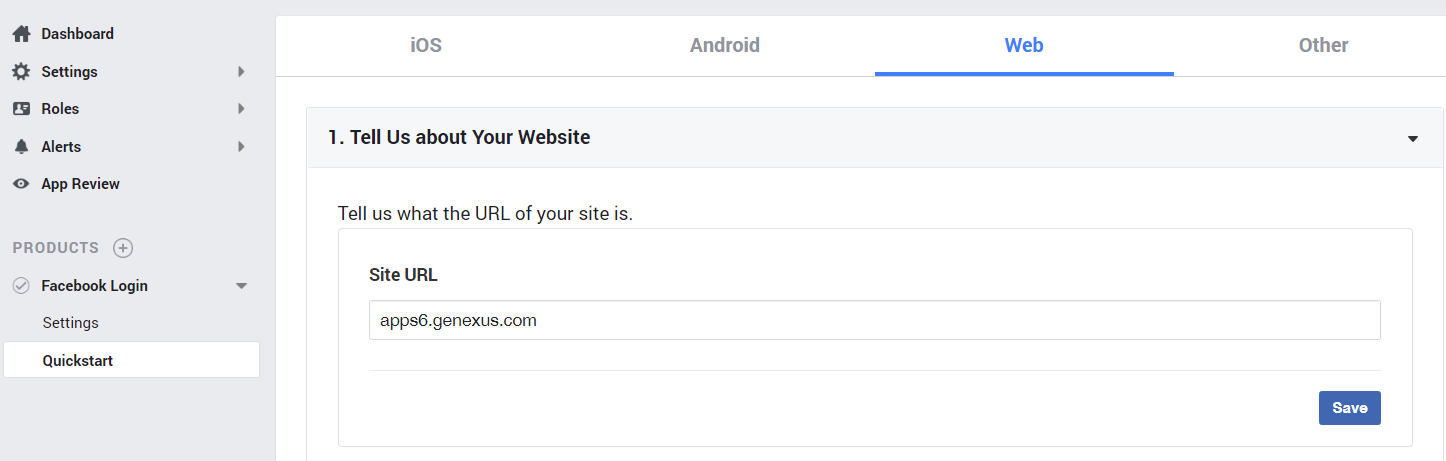 Dashboard
Settings
Roles
Alerts
App Review
PRODUCTS
Facebook Login
Settings
Quickstart
iOS Android Web Other
1. Tell Us about Your Website
Tell us what the URL of your site is.
Site URL
apps6.genexus.com
Save